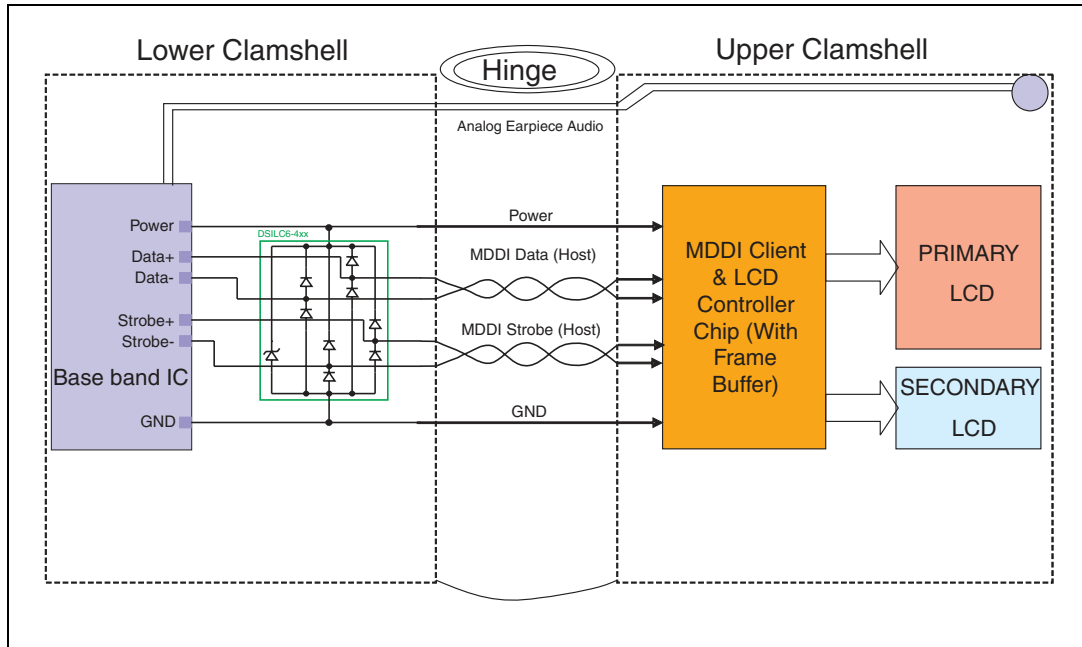 Lower Clamshell
Hinge
Upper Clamshell
Analog Earpiece Audio
Power
Data+
Data-
Strobe+
Strobe-
Base band IC
GND
DSILC6-4xx
Power
MDDI Data (Host)
MDDI Strobe (Host)
GND
MDDI Client
& LCD
Controller
Chip (With
Frame
Buffer)
PRIMARY
LCD
SECONDARY
LCD